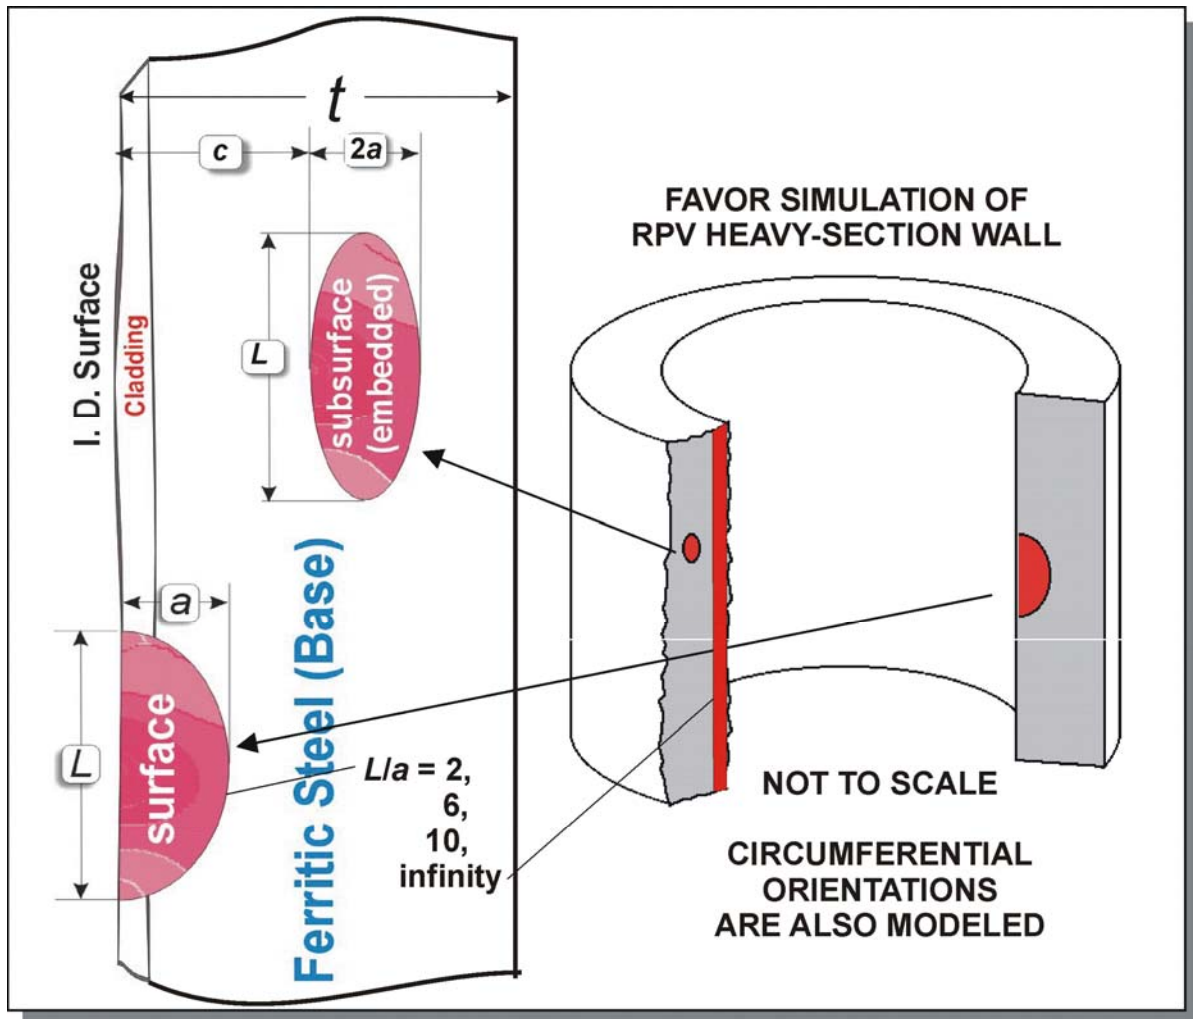 t
c
2a
I. D. Surface
Cladding
L
subsurface
(embedded)
a
L
surface
Ferritic Steel (Base)
L/a = 2,
6,
10,
infinity
FAVOR SIMULATION OF
RPV HEAVY-SECTION WALL
NOT TO SCALE
CIRCUMFERENTIAL
ORIENTATIONS
ARE ALSO MODELED